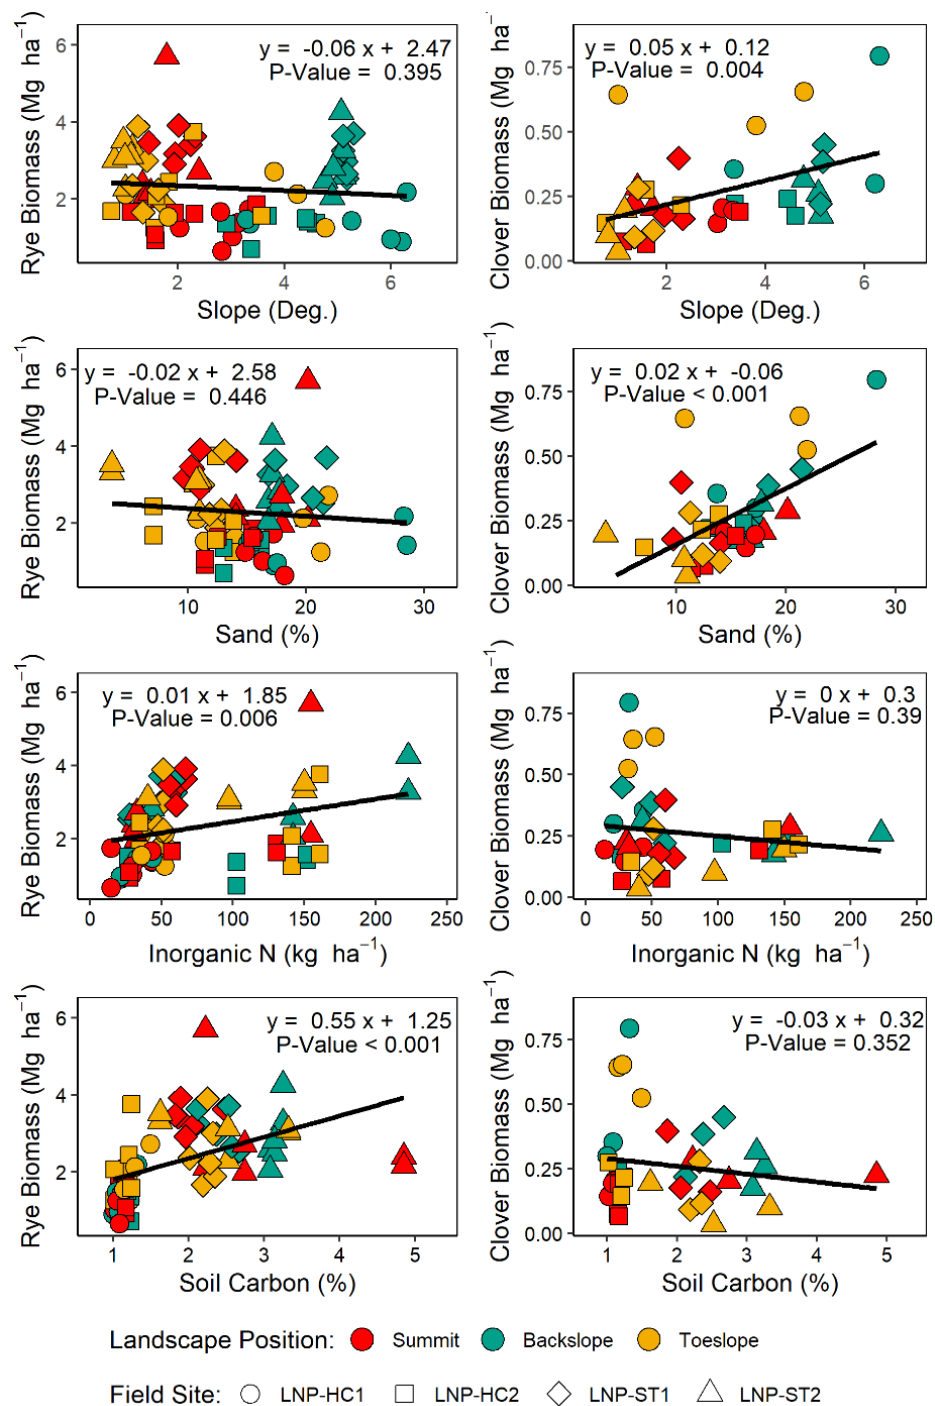 y = -0.06 x + 2.47
P-Value = 0.395
Rye Biomass (Mg ha⁻¹)
6
4
2
2
4
6
Slope (Deg.)
y = 0.05 x + 0.12
P-Value = 0.004
Clover Biomass (Mg ha⁻
0.75
0.50
0.25
0.00
2
4
6
Slope (Deg.)
y = -0.02 x + 2.58
P-Value = 0.446
Rye Biomass (Mg ha⁻¹)
6
4
2
10
20
30
Sand (%)
y = 0.02 x + -0.06
P-Value < 0.001
Clover Biomass (Mg ha⁻¹)
0.75
0.50
0.25
0.00
10
20
30
Sand (%)
y = 0.01 x + 1.85
P-Value = 0.006
Rye Biomass (Mg ha⁻¹)
6
4
2
0
50
100
150
200
250
Inorganic N (kg ha⁻¹)
y = 0 x + 0.3
P-Value = 0.39
Clover Biomass (Mg ha⁻¹)
0.75
0.50
0.25
0.00
0
50
100
150
200
250
Inorganic N (kg ha⁻¹)
y = 0.55 x + 1.25
P-Value < 0.001
Rye Biomass (Mg ha⁻¹)
6
4
2
1
2
3
4
5
Soil Carbon (%)
y = -0.03 x + 0.32
P-Value = 0.352
Clover Biomass (Mg ha⁻¹)
0.75
0.50
0.25
0.00
1
2
3
4
5
Soil Carbon (%)
Landscape Position: Summit Backslope Toeslope
Field Site: LNP-HC1 LNP-HC2 LNP-ST1 LNP-ST2